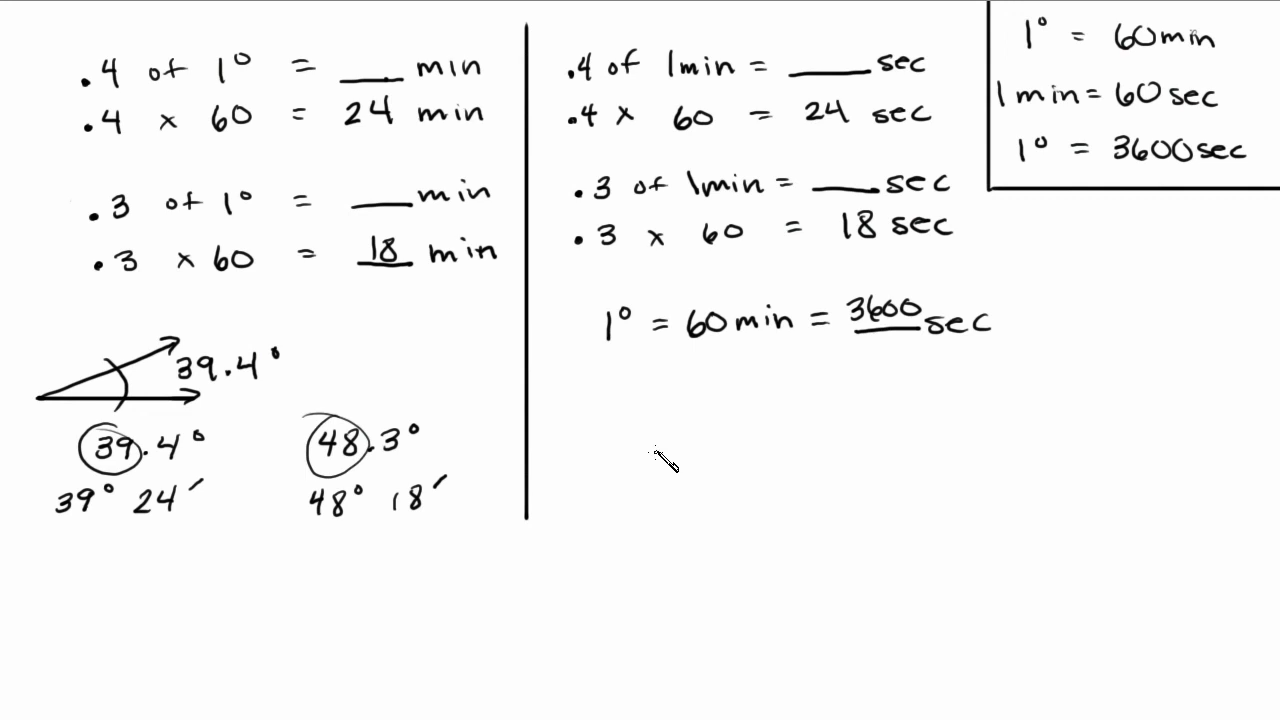 .4 of 1° = ___ min
.4 x 60 = 24 min
.3 of 1° = ___ min
.3 x 60 = 18 min
39.4°
39.4°
39° 24′
48.3°
48° 18′
.4 of 1min = ___ sec
.4 x 60 = 24 sec
.3 of 1min = ___ sec
.3 x 60 = 18 sec
1° = 60min = 3600 sec
1° = 60min
1min = 60sec
1° = 3600sec